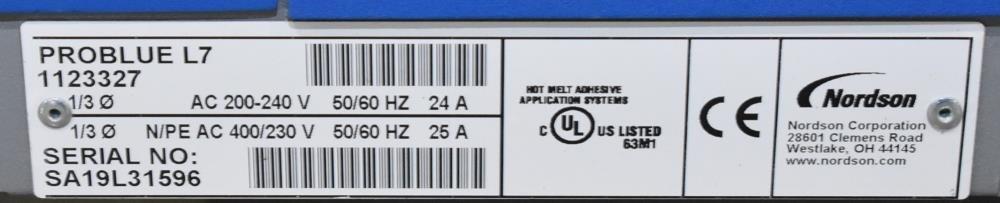 PROBLUE L7
1123327
1/3 Ø AC 200-240 V 50/60 HZ 24 A
1/3 Ø N/PE AC 400/230 V 50/60 HZ 25 A
SERIAL NO:
SA19L31596
HOT MELT ADHESIVE
APPLICATION SYSTEMS
C UL US LISTED
63M1
CE
Nordson
Nordson Corporation
28601 Clemens Road
Westlake, OH 44145
www.nordson.com